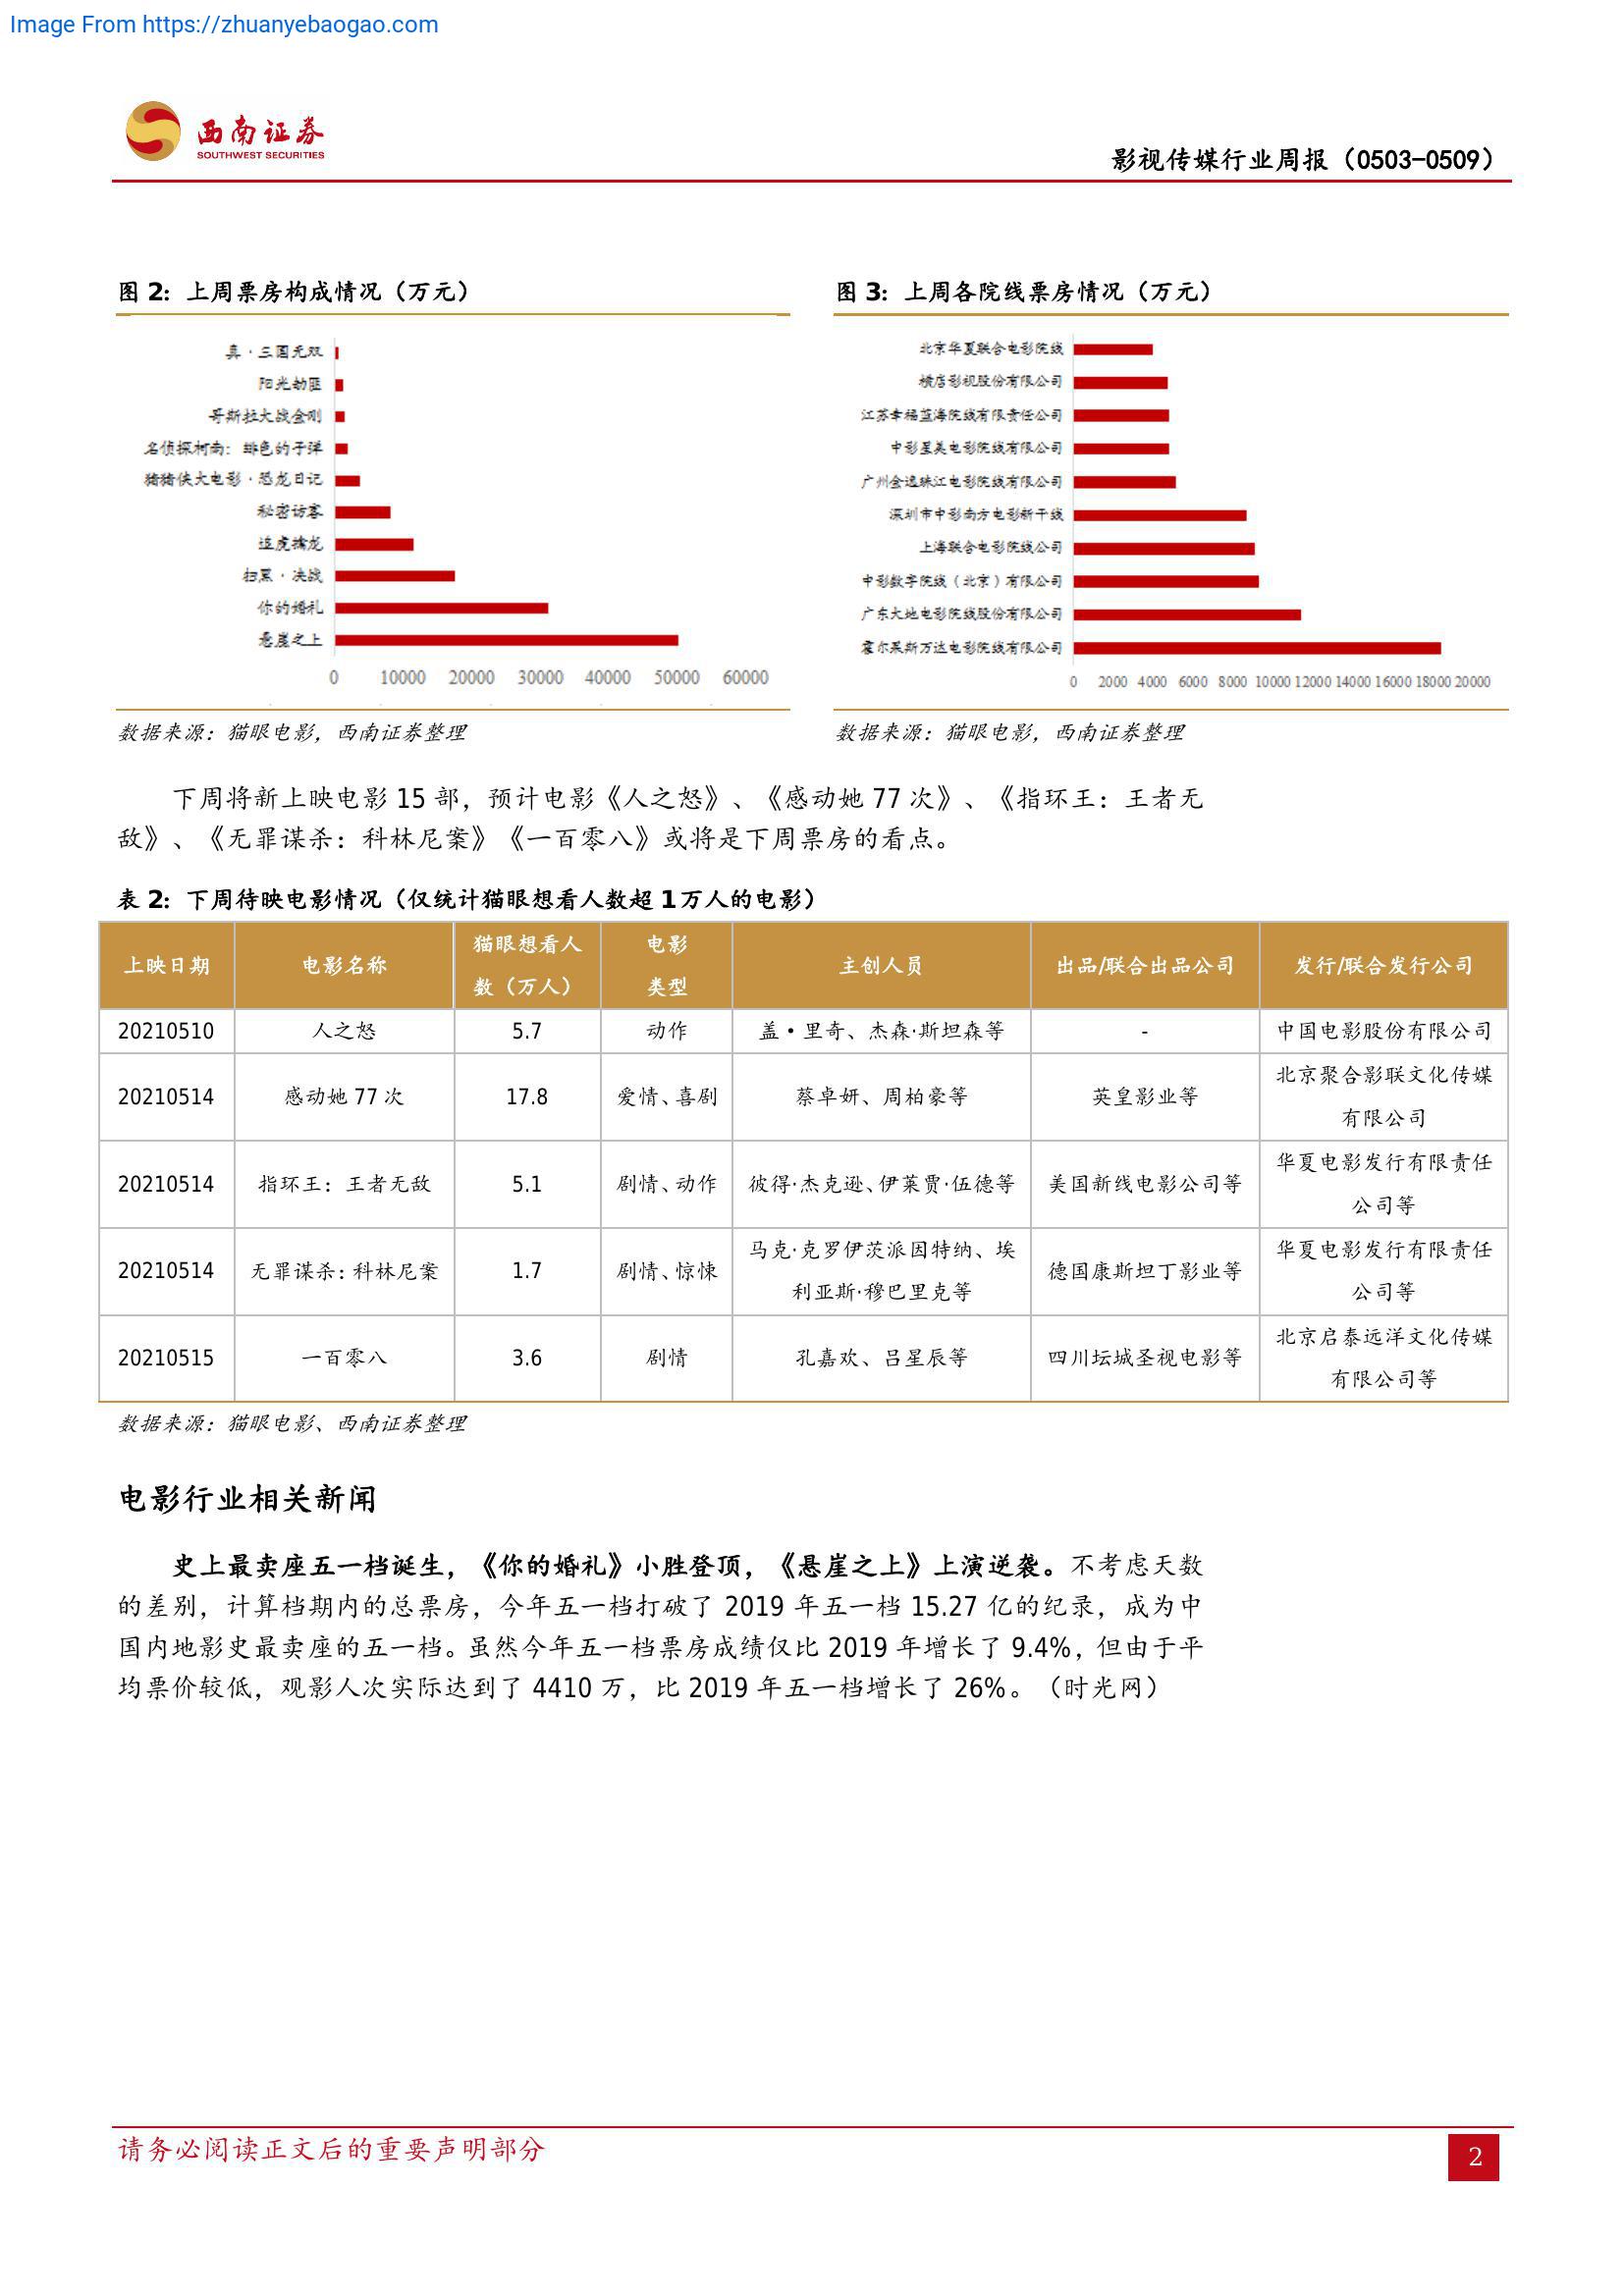 Image From https://zhuanyebaogao.com
西南证券
SOUTHWEST SECURITIES
影视传媒行业周报（0503-0509）
图 2：上周票房构成情况（万元）
真·三国无双
阳光劫匪
哥斯拉大战金刚
名侦探柯南：绯色的子弹
猪猪侠大电影·恐龙日记
秘密访客
追虎擒龙
扫黑·决战
你的婚礼
悬崖之上
0 10000 20000 30000 40000 50000 60000
数据来源：猫眼电影，西南证券整理
图 3：上周各院线票房情况（万元）
北京华夏联合电影院线
横店影视股份有限公司
江苏幸福蓝海院线有限责任公司
中影星美电影院线有限公司
广州金逸珠江电影院线有限公司
深圳市中影南方电影新干线
上海联合电影院线公司
中影数字院线（北京）有限公司
广东大地电影院线股份有限公司
霍尔果斯万达电影院线有限公司
0 2000 4000 6000 8000 10000 12000 14000 16000 18000 20000
数据来源：猫眼电影，西南证券整理
下周将新上映电影 15 部，预计电影《人之怒》、《感动她 77 次》、《指环王：王者无
敌》、《无罪谋杀：科林尼案》《一百零八》或将是下周票房的看点。
表 2：下周待映电影情况（仅统计猫眼想看人数超 1 万人的电影）
上映日期 电影名称 猫眼想看人数（万人） 电影类型 主创人员 出品/联合出品公司 发行/联合发行公司
20210510 人之怒 5.7 动作 盖·里奇、杰森·斯坦森等 - 中国电影股份有限公司
20210514 感动她 77 次 17.8 爱情、喜剧 蔡卓妍、周柏豪等 英皇影业等 北京聚合影联文化传媒有限公司
20210514 指环王：王者无敌 5.1 剧情、动作 彼得·杰克逊、伊莱贾·伍德等 美国新线电影公司等 华夏电影发行有限责任公司等
20210514 无罪谋杀：科林尼案 1.7 剧情、惊悚 马克·克罗伊茨派因特纳、埃利亚斯·穆巴里克等 德国康斯坦丁影业等 华夏电影发行有限责任公司等
20210515 一百零八 3.6 剧情 孔嘉欢、吕星辰等 四川坛城圣视电影等 北京启泰远洋文化传媒有限公司等
数据来源：猫眼电影、西南证券整理
电影行业相关新闻
史上最卖座五一档诞生，《你的婚礼》小胜登顶，《悬崖之上》上演逆袭。不考虑天数
的差别，计算档期内的总票房，今年五一档打破了 2019 年五一档 15.27 亿的纪录，成为中
国内地影史最卖座的五一档。虽然今年五一档票房成绩仅比 2019 年增长了 9.4%，但由于平
均票价较低，观影人次实际达到了 4410 万，比 2019 年五一档增长了 26%。（时光网）
请务必阅读正文后的重要声明部分
2